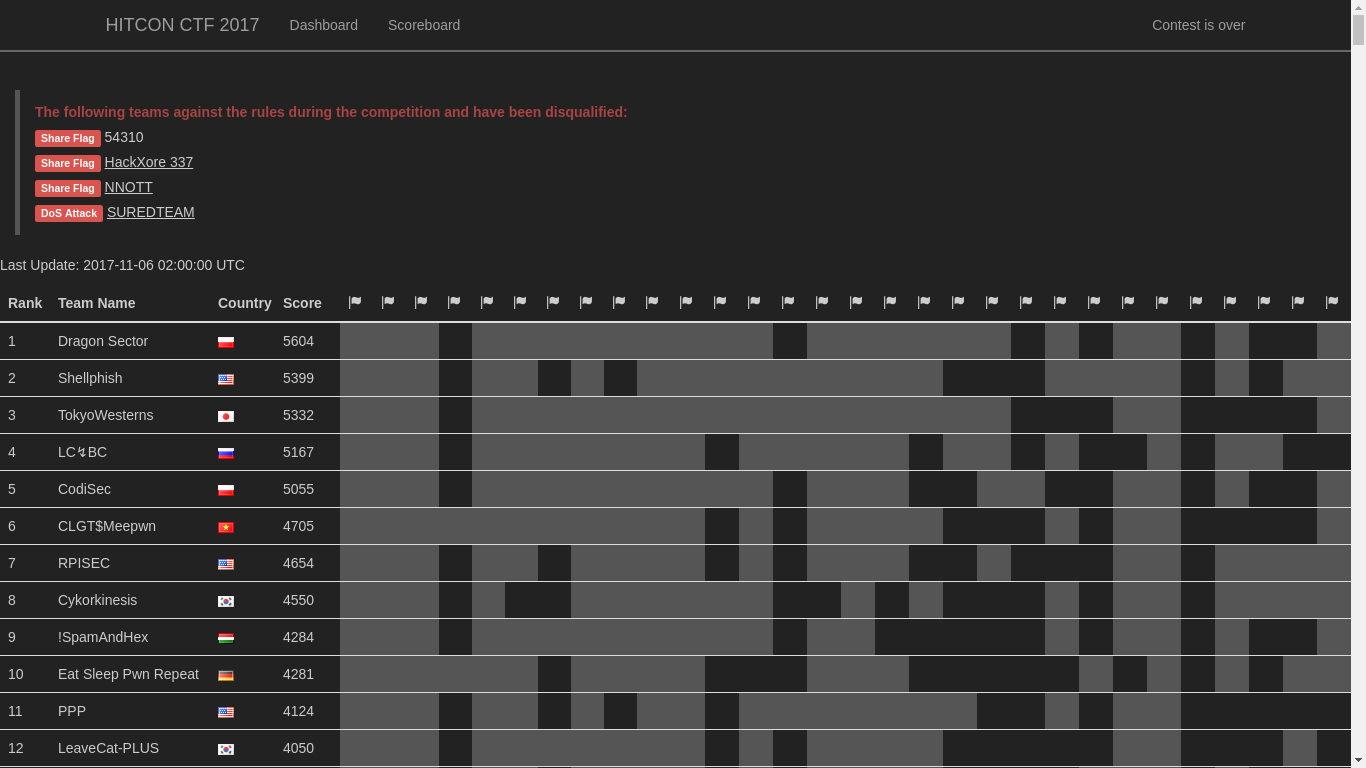 HITCON CTF 2017 Dashboard Scoreboard Contest is over
The following teams against the rules during the competition and have been disqualified:
Share Flag 54310
Share Flag HackXore 337
Share Flag NNOTT
DoS Attack SUREDTEAM
Last Update: 2017-11-06 02:00:00 UTC
Rank Team Name Country Score
1 Dragon Sector 5604
2 Shellphish 5399
3 TokyoWesterns 5332
4 LC↯BC 5167
5 CodiSec 5055
6 CLGT$Meepwn 4705
7 RPISEC 4654
8 Cykorkinesis 4550
9 !SpamAndHex 4284
10 Eat Sleep Pwn Repeat 4281
11 PPP 4124
12 LeaveCat-PLUS 4050